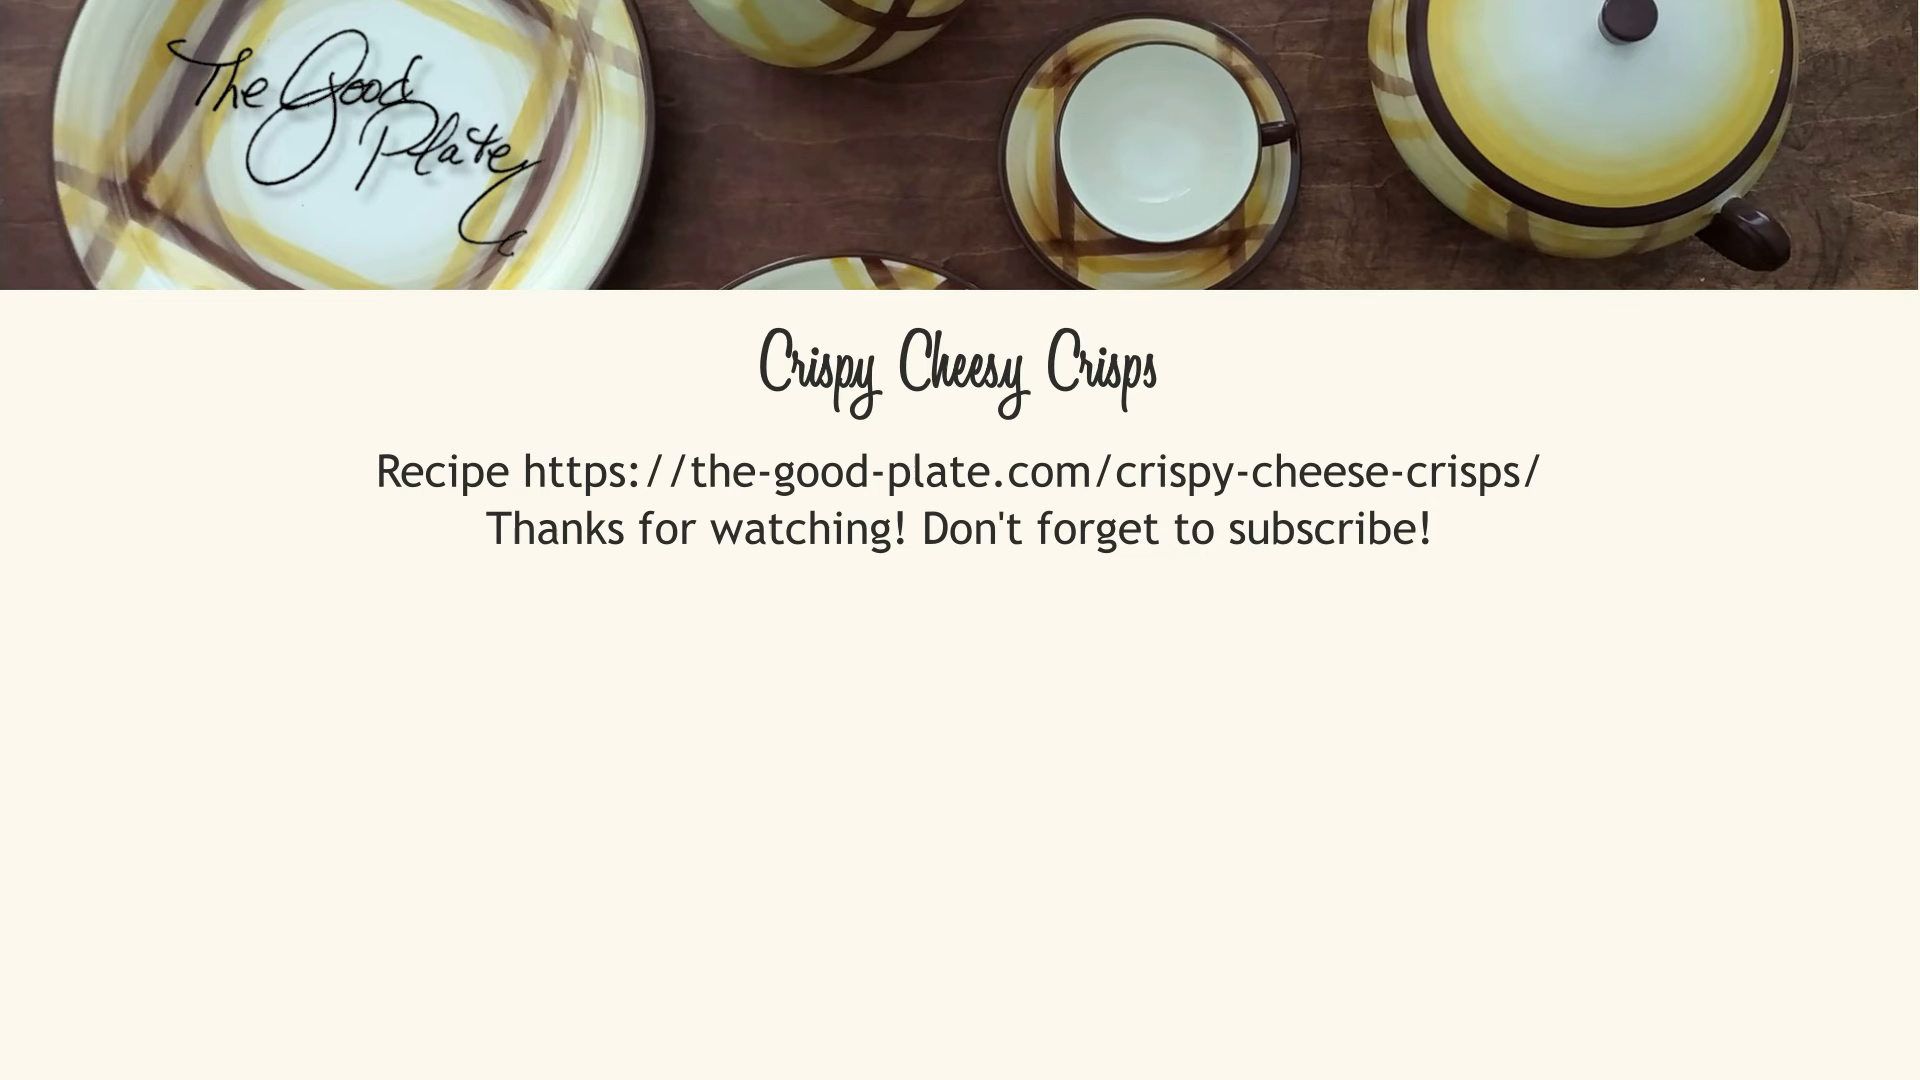 The Good
Plate
Crispy Cheesy Crisps
Recipe https://the-good-plate.com/crispy-cheese-crisps/
Thanks for watching! Don't forget to subscribe!